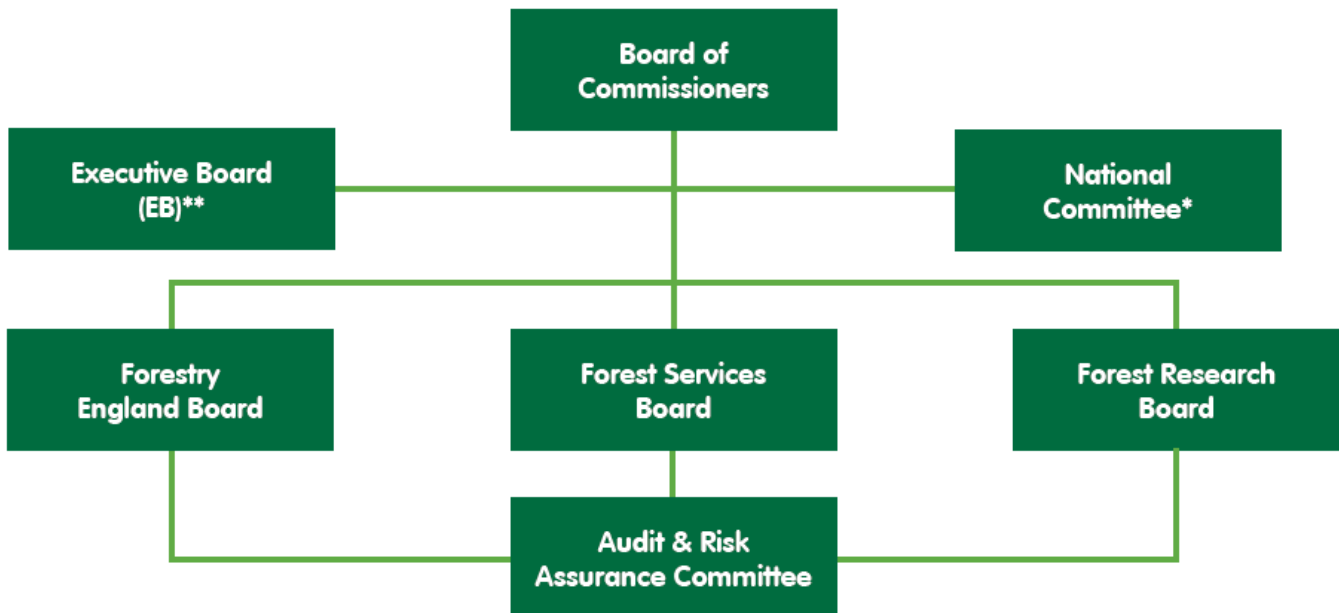 Board of
Commissioners
Executive Board
(EB)**
National
Committee*
Forestry
England Board
Forest Services
Board
Forest Research
Board
Audit & Risk
Assurance Committee